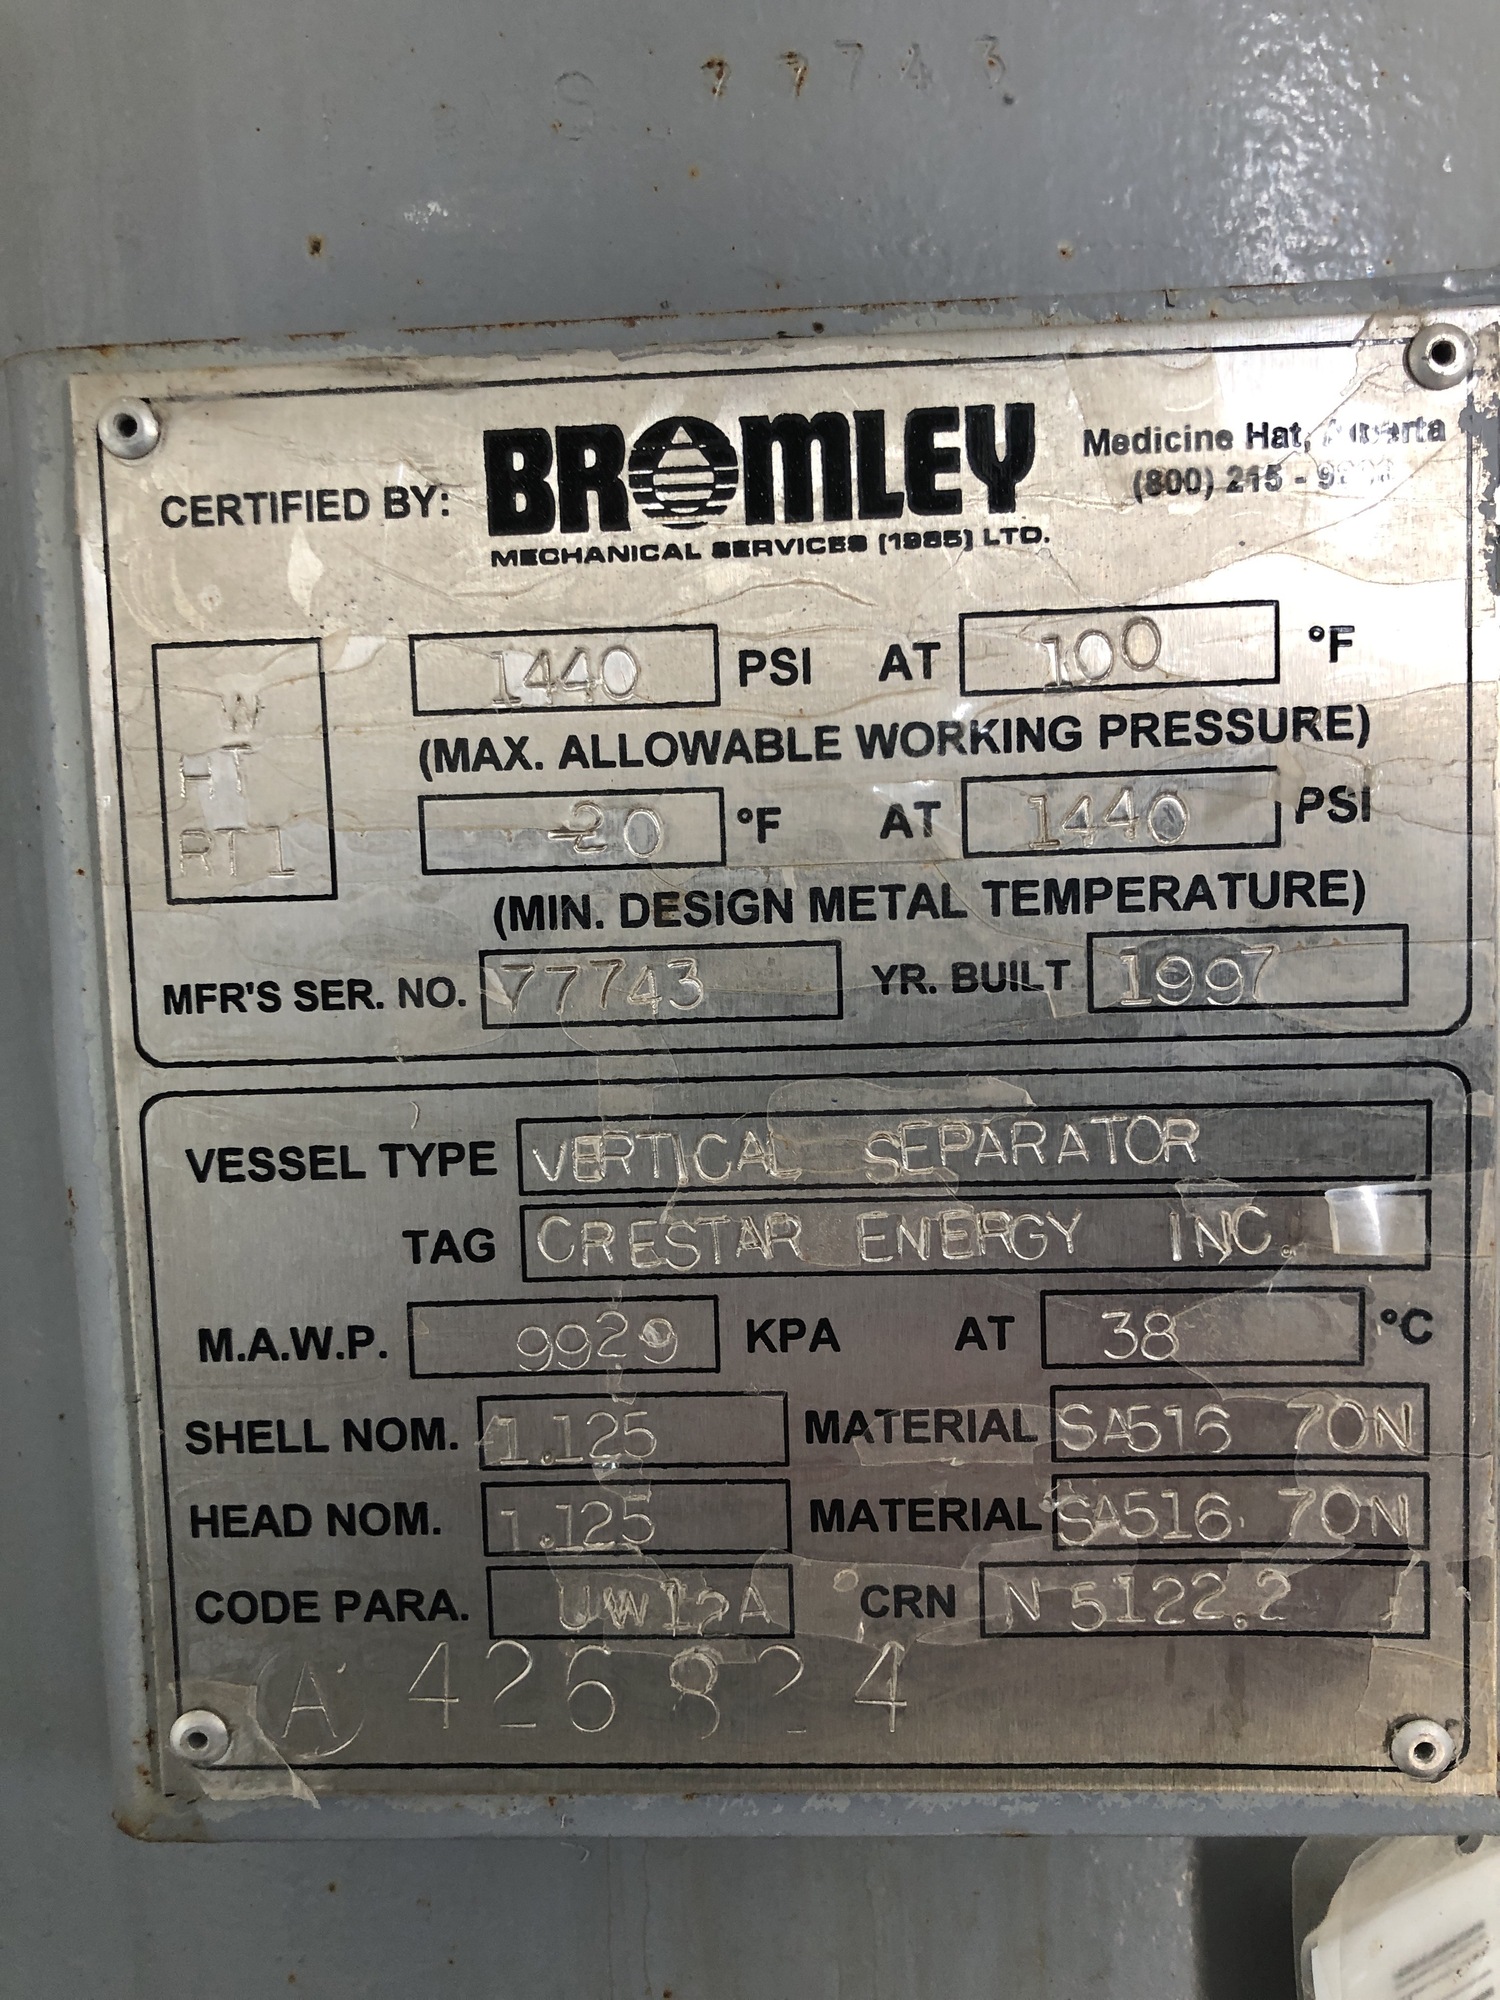 S 77743
CERTIFIED BY: BROMLEY Medicine Hat, Alberta
MECHANICAL SERVICES (1985) LTD. (800) 215 -
1440 PSI AT 100 °F
W
(MAX. ALLOWABLE WORKING PRESSURE)
HT
-20 °F AT 1440 PSI
RT1
(MIN. DESIGN METAL TEMPERATURE)
MFR'S SER. NO. 77743 YR. BUILT 1997
VESSEL TYPE VERTICAL SEPARATOR
TAG CRESTAR ENERGY INC.
M.A.W.P. 9929 KPA AT 38 °C
SHELL NOM. 1.125 MATERIAL SA516 70N
HEAD NOM. 1.125 MATERIAL SA516 70N
CODE PARA. UW12A CRN N5122.2
A 426824